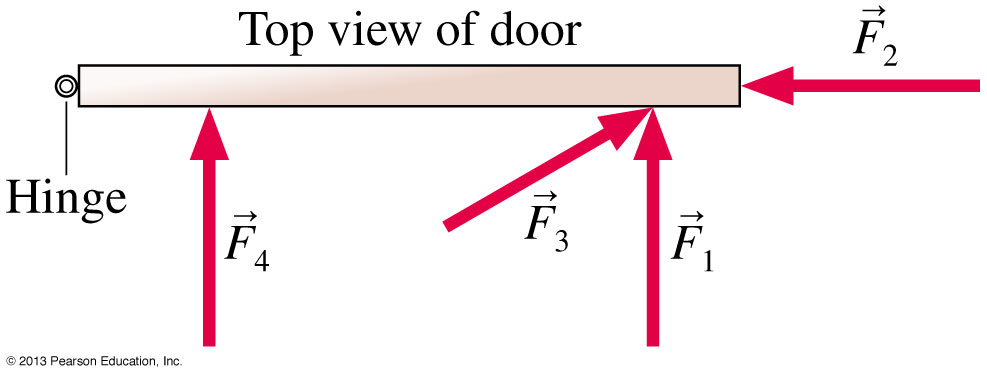 Top view of door
F⃗₂
Hinge
F⃗₄
F⃗₃
F⃗₁
© 2013 Pearson Education, Inc.